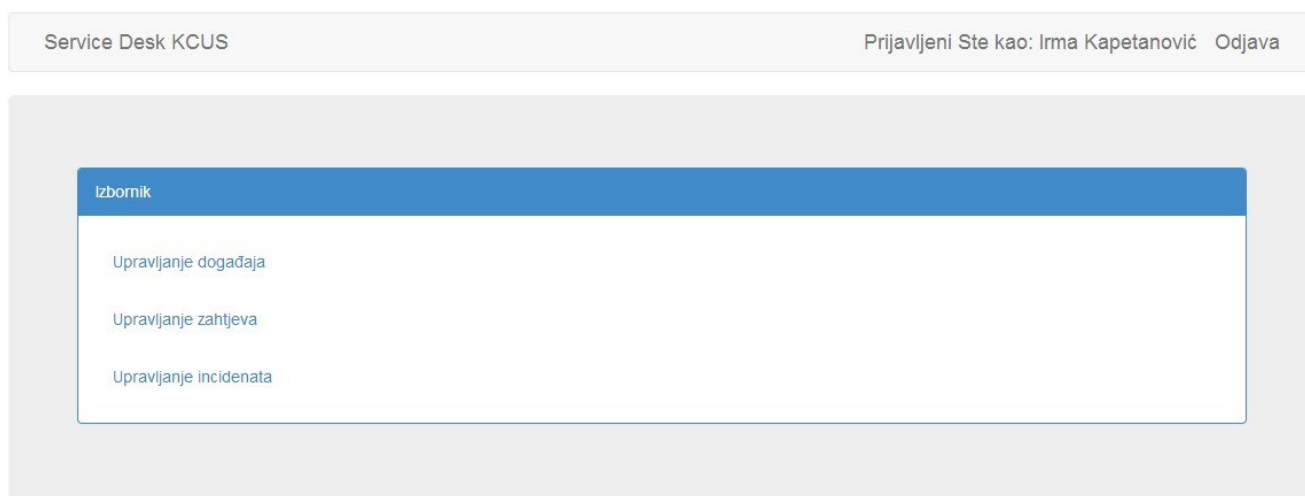 Service Desk KCUS
Prijavljeni Ste kao: Irma Kapetanović Odjava
Izbornik
Upravljanje događaja
Upravljanje zahtjeva
Upravljanje incidenata